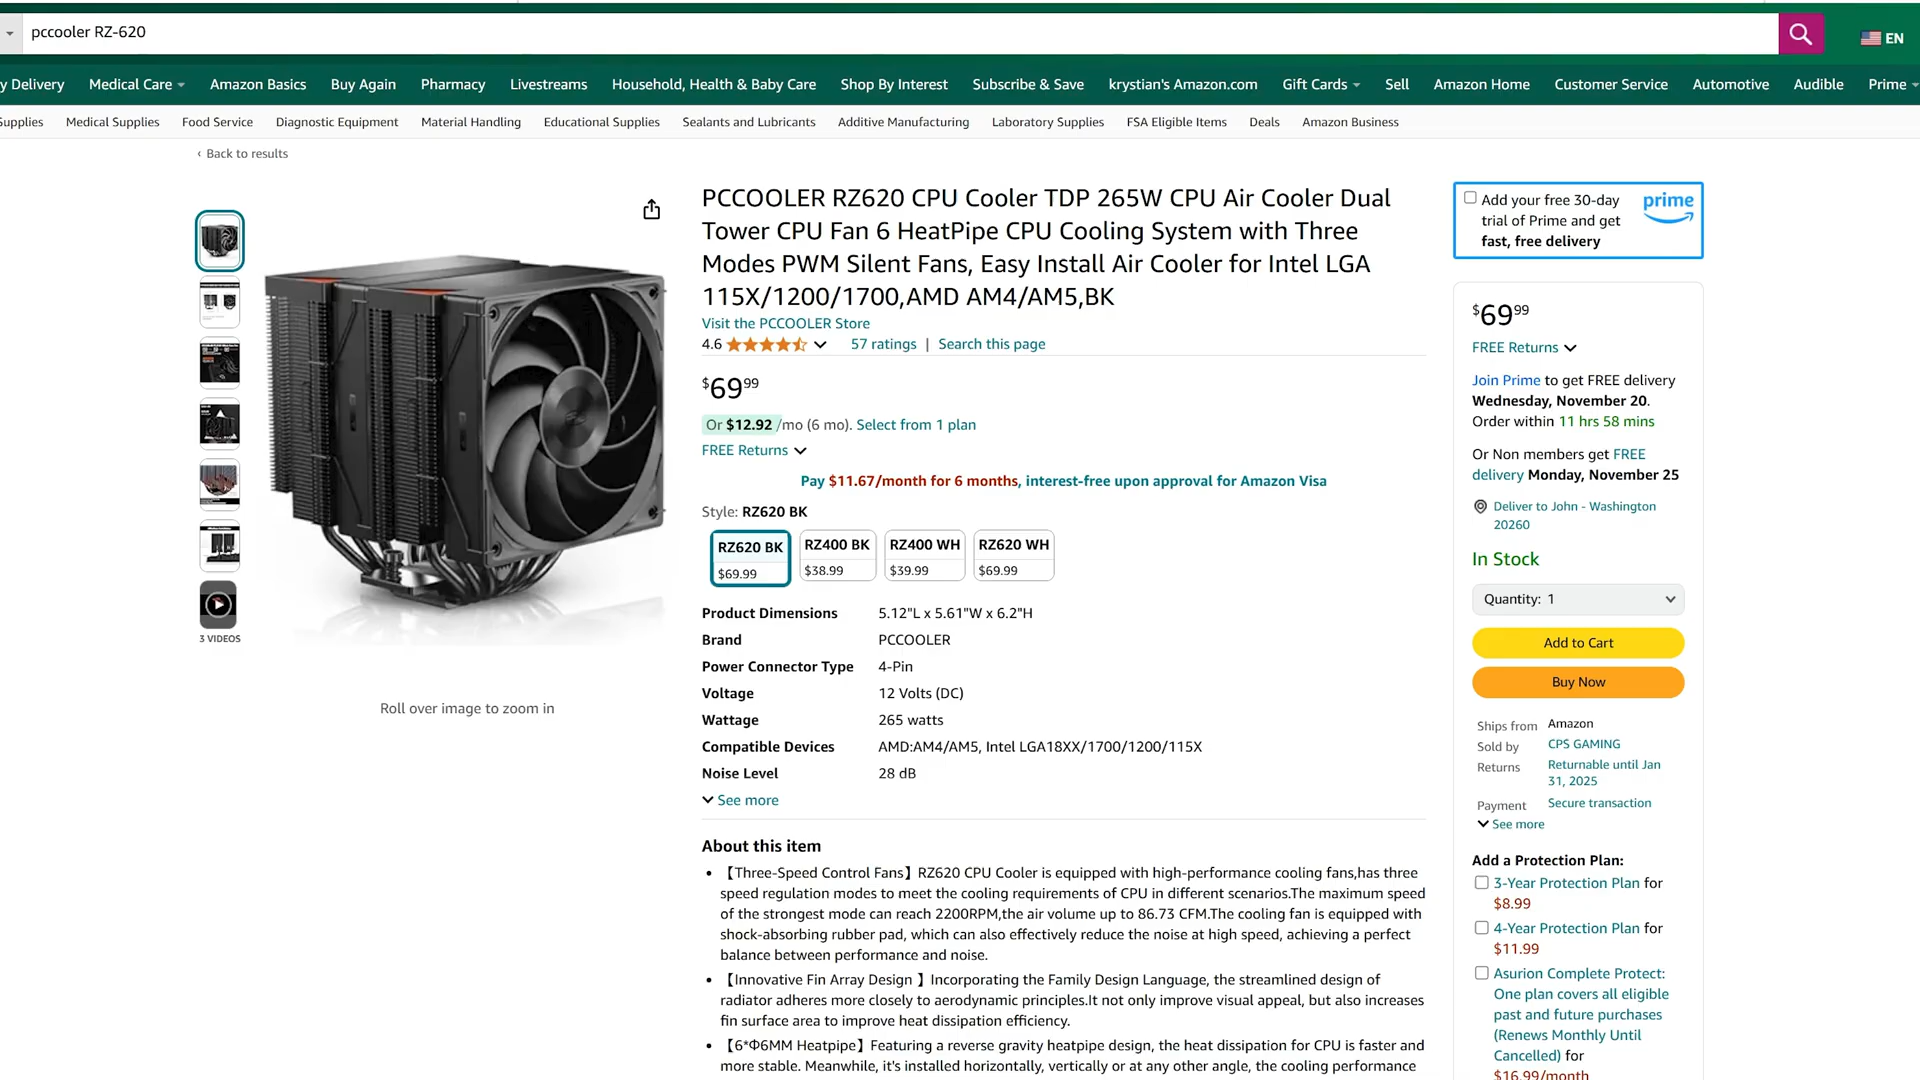 pccooler RZ-620
EN
y Delivery Medical Care Amazon Basics Buy Again Pharmacy Livestreams Household, Health & Baby Care Shop By Interest Subscribe & Save krystian's Amazon.com Gift Cards Sell Amazon Home Customer Service Automotive Audible Prime
Supplies Medical Supplies Food Service Diagnostic Equipment Material Handling Educational Supplies Sealants and Lubricants Additive Manufacturing Laboratory Supplies FSA Eligible Items Deals Amazon Business
‹ Back to results
3 VIDEOS
Roll over image to zoom in
PCCOOLER RZ620 CPU Cooler TDP 265W CPU Air Cooler Dual
Tower CPU Fan 6 HeatPipe CPU Cooling System with Three
Modes PWM Silent Fans, Easy Install Air Cooler for Intel LGA
115X/1200/1700,AMD AM4/AM5,BK
Visit the PCCOOLER Store
4.6 57 ratings | Search this page
$69.99
Or $12.92 /mo (6 mo). Select from 1 plan
FREE Returns
Pay $11.67/month for 6 months, interest-free upon approval for Amazon Visa
Style: RZ620 BK
RZ620 BK RZ400 BK RZ400 WH RZ620 WH
$69.99 $38.99 $39.99 $69.99
Product Dimensions 5.12"L x 5.61"W x 6.2"H
Brand PCCOOLER
Power Connector Type 4-Pin
Voltage 12 Volts (DC)
Wattage 265 watts
Compatible Devices AMD:AM4/AM5, Intel LGA18XX/1700/1200/115X
Noise Level 28 dB
See more
About this item
• 【Three-Speed Control Fans】RZ620 CPU Cooler is equipped with high-performance cooling fans,has three
speed regulation modes to meet the cooling requirements of CPU in different scenarios.The maximum speed
of the strongest mode can reach 2200RPM,the air volume up to 86.73 CFM.The cooling fan is equipped with
shock-absorbing rubber pad, which can also effectively reduce the noise at high speed, achieving a perfect
balance between performance and noise.
• 【Innovative Fin Array Design 】Incorporating the Family Design Language, the streamlined design of
radiator adheres more closely to aerodynamic principles.It not only improve visual appeal, but also increases
fin surface area to improve heat dissipation efficiency.
• 【6*Φ6MM Heatpipe】Featuring a reverse gravity heatpipe design, the heat dissipation for CPU is faster and
more stable. Meanwhile, it's installed horizontally, vertically or at any other angle, the cooling performance
Add your free 30-day
trial of Prime and get
fast, free delivery
prime
$69.99
FREE Returns
Join Prime to get FREE delivery
Wednesday, November 20.
Order within 11 hrs 58 mins
Or Non members get FREE
delivery Monday, November 25
Deliver to John - Washington
20260
In Stock
Quantity: 1
Add to Cart
Buy Now
Ships from Amazon
Sold by CPS GAMING
Returns Returnable until Jan
31, 2025
Payment Secure transaction
See more
Add a Protection Plan:
3-Year Protection Plan for
$8.99
4-Year Protection Plan for
$11.99
Asurion Complete Protect:
One plan covers all eligible
past and future purchases
(Renews Monthly Until
Cancelled) for
$16.99/month